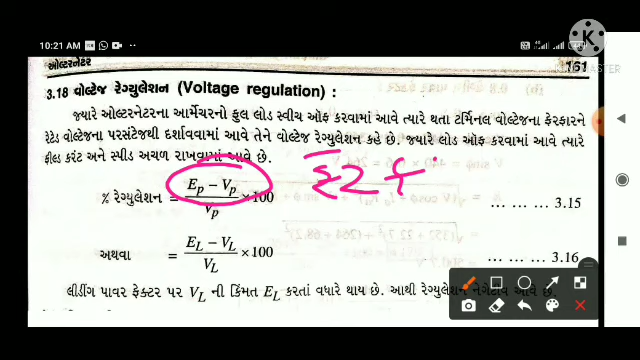 10:21 AM
ઓલ્ટરનેટર 161
3.18 વોલ્ટેજ રેગ્યુલેશન (Voltage regulation) :
જ્યારે ઓલ્ટરનેટરના આર્મેચરનો ફુલ લોડ સ્વીચ ઑફ કરવામાં આવે ત્યારે થતા ટર્મિનલ વોલ્ટેજના ફેરફારને
રેટેડ વોલ્ટેજના પરસંટેજથી દર્શાવવામાં આવે તેને વોલ્ટેજ રેગ્યુલેશન કહે છે. જ્યારે લોડ ઑફ કરવામાં આવે ત્યારે
ફીલ્ડ કરંટ અને સ્પીડ અચળ રાખવામાં આવે છે.
% રેગ્યુલેશન = (E_P − V_P) / V_P × 100 ... ... ... 3.15
અથવા = (E_L − V_L) / V_L × 100 ... ... ... 3.16
લીડીંગ પાવર ફેક્ટર પર V_L ની કિંમત E_L કરતાં વધારે થાય છે. આથી રેગ્યુલેશન નેગેટીવ આવે છે.